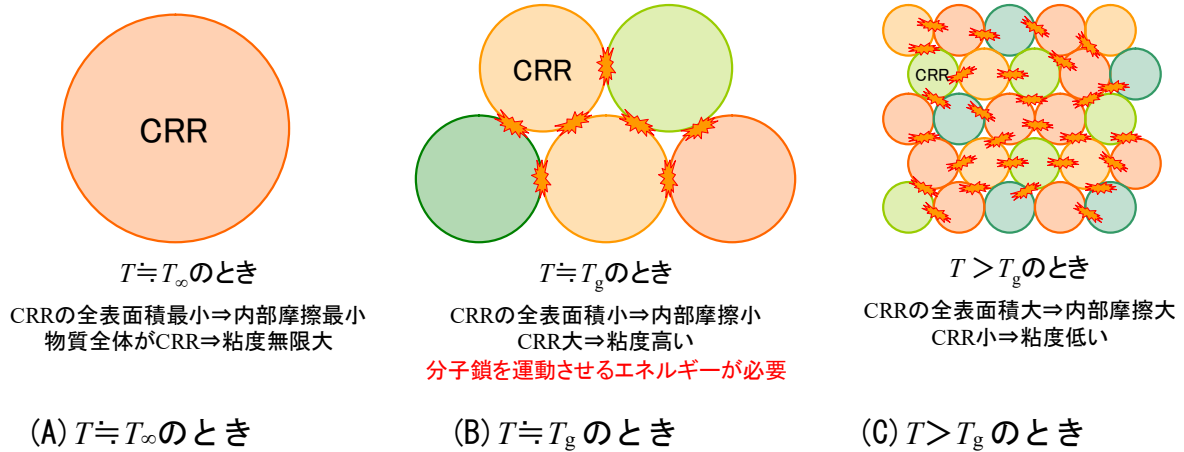 CRR
T≒T∞のとき
CRRの全表面積最小⇒内部摩擦最小
物質全体がCRR⇒粘度無限大
(A) T≒T∞のとき
CRR
T≒Tgのとき
CRRの全表面積小⇒内部摩擦小
CRR大⇒粘度高い
分子鎖を運動させるエネルギーが必要
(B) T≒Tg のとき
CRR
T＞Tgのとき
CRRの全表面積大⇒内部摩擦大
CRR小⇒粘度低い
(C) T＞Tg のとき